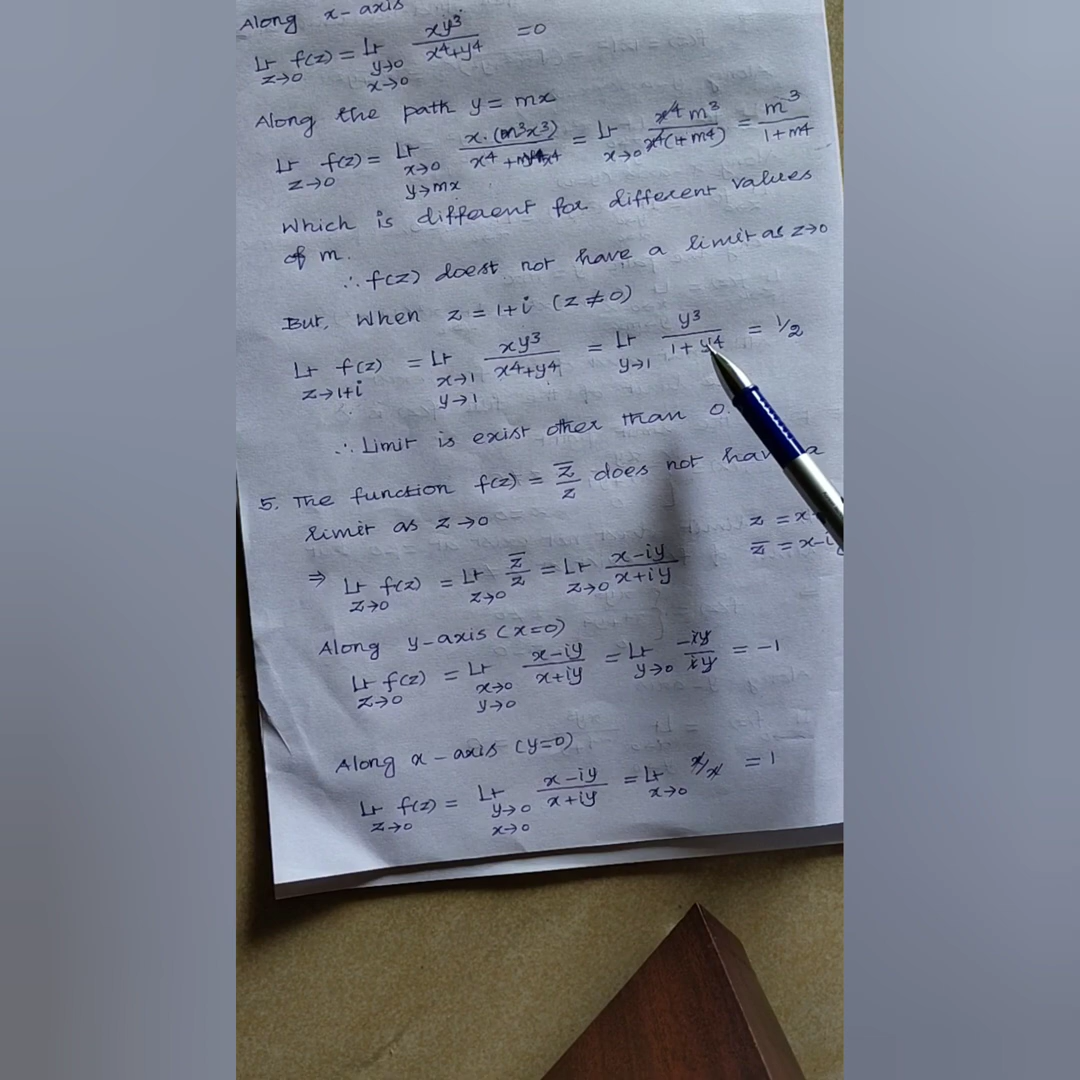 Along x-axis
Lt z→0 f(z) = Lt y→0 x→0 xy³/x⁴+y⁴ = 0
Along the path y = mx
Lt z→0 f(z) = Lt x→0 y→mx x.(m³x³)/x⁴+m⁴x⁴ = Lt x→0 x⁴m³/x⁴(1+m⁴) = m³/1+m⁴
Which is different for different values
of m.
∴ f(z) doest not have a limit as z→0
But, when z = 1+i (z≠0)
Lt z→1+i f(z) = Lt x→1 y→1 xy³/x⁴+y⁴ = Lt y→1 y³/1+y⁴ = 1/2
∴ Limit is exist other than 0.
5. The function f(z) = z̅/z does not have a
limit as z→0
z = x
z̅ = x-iy
⇒ Lt z→0 f(z) = Lt z→0 z̅/z = Lt z→0 x-iy/x+iy
Along y-axis (x=0)
Lt z→0 f(z) = Lt x→0 y→0 x-iy/x+iy = Lt y→0 -iy/iy = -1
Along x-axis (y=0)
Lt z→0 f(z) = Lt y→0 x→0 x-iy/x+iy = Lt x→0 x/x = 1